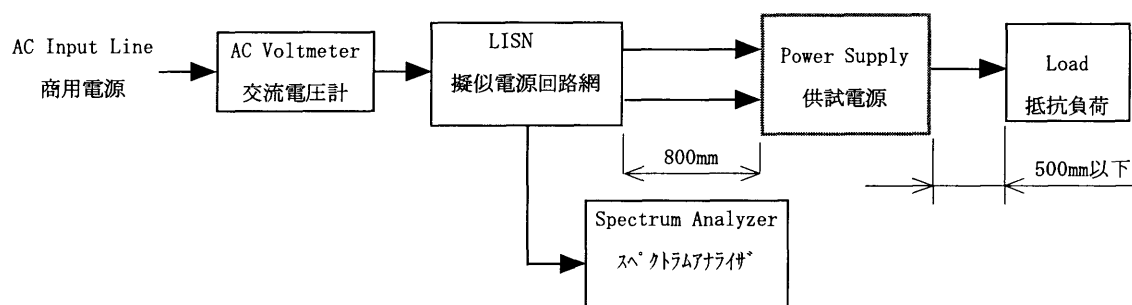 AC Input Line
商用電源
AC Voltmeter
交流電圧計
LISN
擬似電源回路網
Power Supply
供試電源
Load
抵抗負荷
800mm
500mm以下
Spectrum Analyzer
ｽﾍﾟｸﾄﾗﾑｱﾅﾗｲｻﾞ